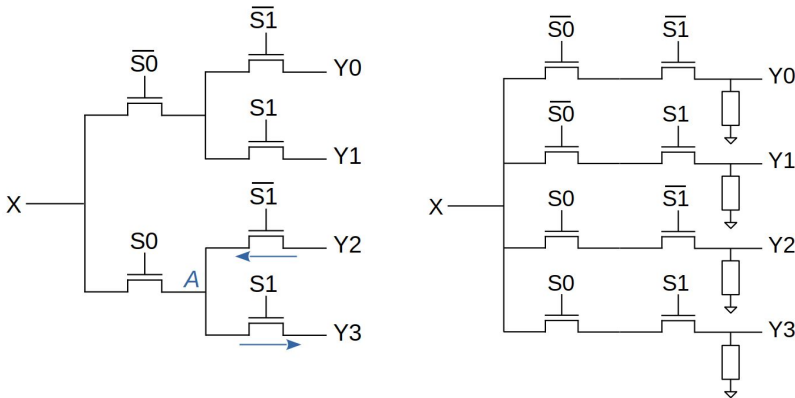 S̅1̅
S̅0̅
Y0
S1
Y1
X
S̅1̅
S0
Y2
A
S1
Y3
S̅0̅ S̅1̅
Y0
S̅0̅ S1
Y1
X
S0 S̅1̅
Y2
S0 S1
Y3